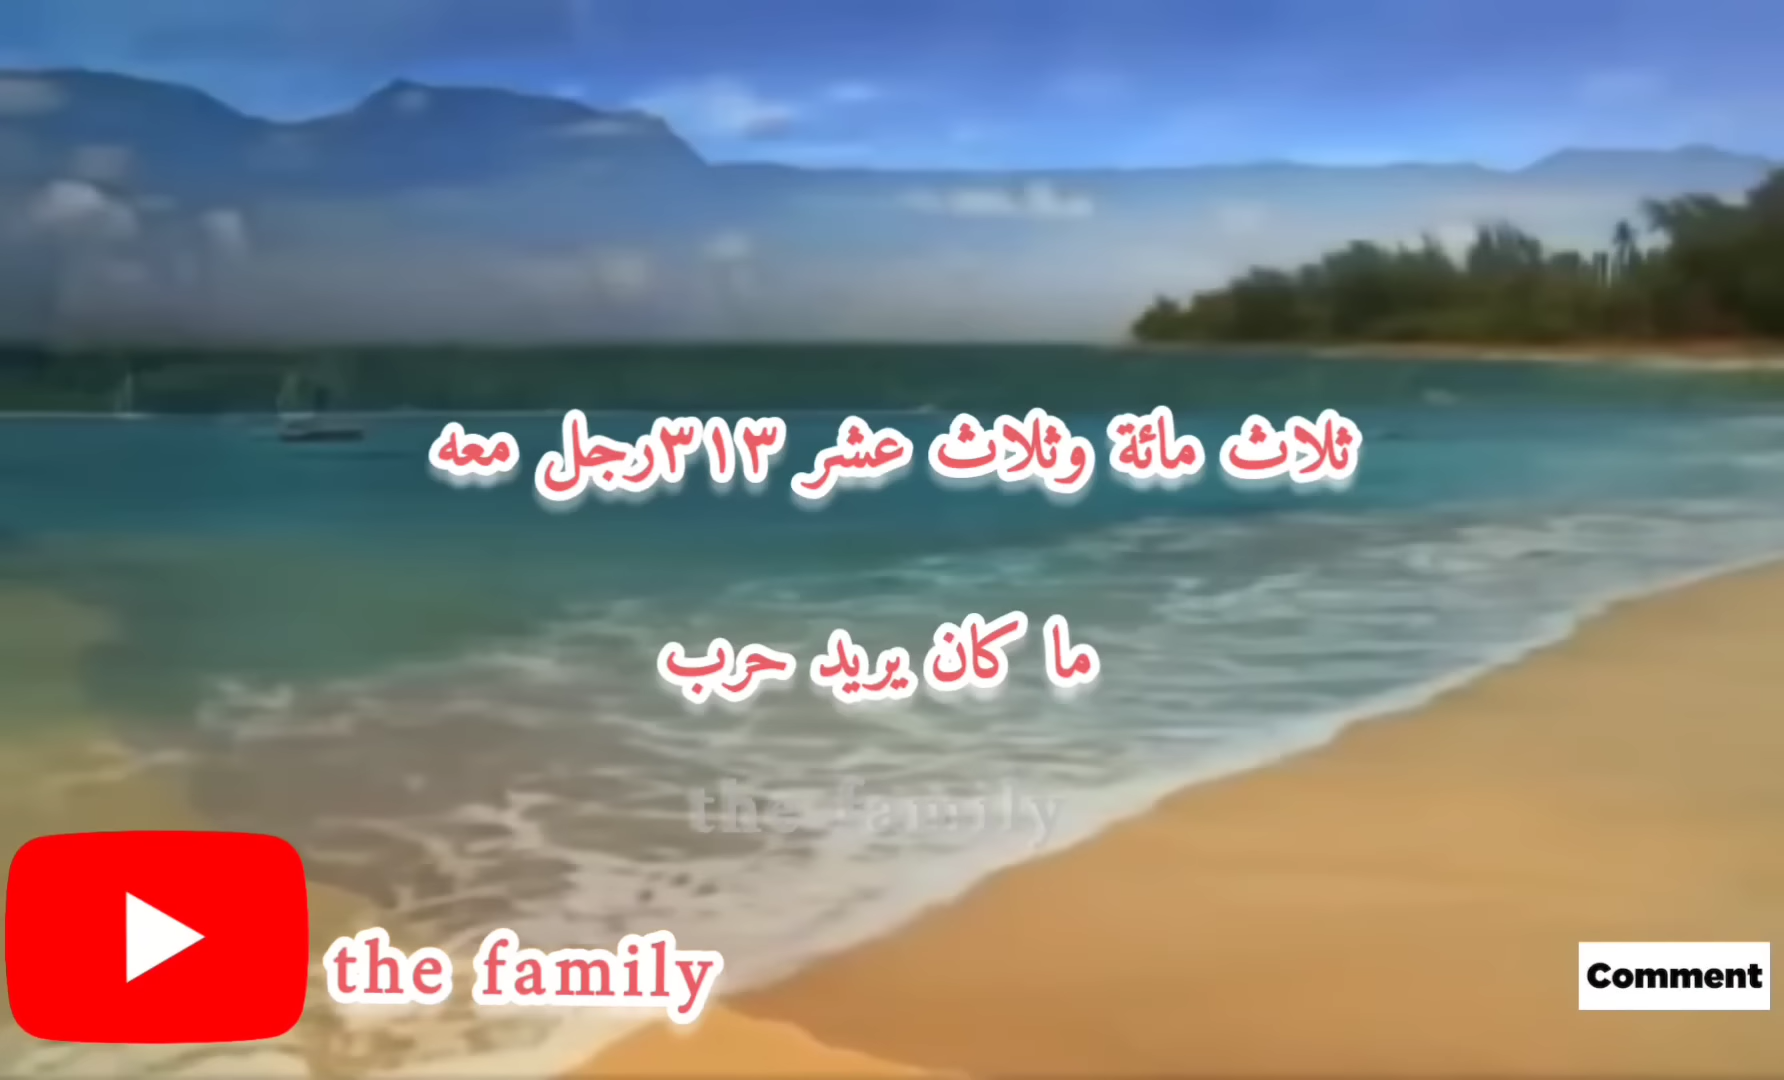 ثلاث مائة وثلاث عشر ٣١٣رجل معه
ما كان يريد حرب
the family
the family
Comment